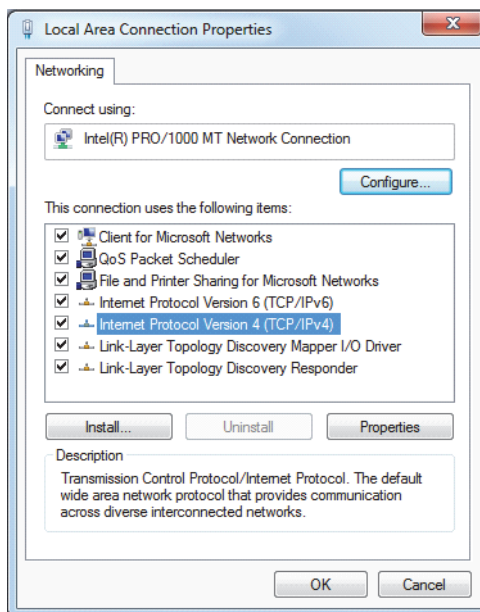 Local Area Connection Properties
Networking
Connect using:
Intel(R) PRO/1000 MT Network Connection
Configure...
This connection uses the following items:
Client for Microsoft Networks
QoS Packet Scheduler
File and Printer Sharing for Microsoft Networks
Internet Protocol Version 6 (TCP/IPv6)
Internet Protocol Version 4 (TCP/IPv4)
Link-Layer Topology Discovery Mapper I/O Driver
Link-Layer Topology Discovery Responder
Install... Uninstall Properties
Description
Transmission Control Protocol/Internet Protocol. The default
wide area network protocol that provides communication
across diverse interconnected networks.
OK Cancel